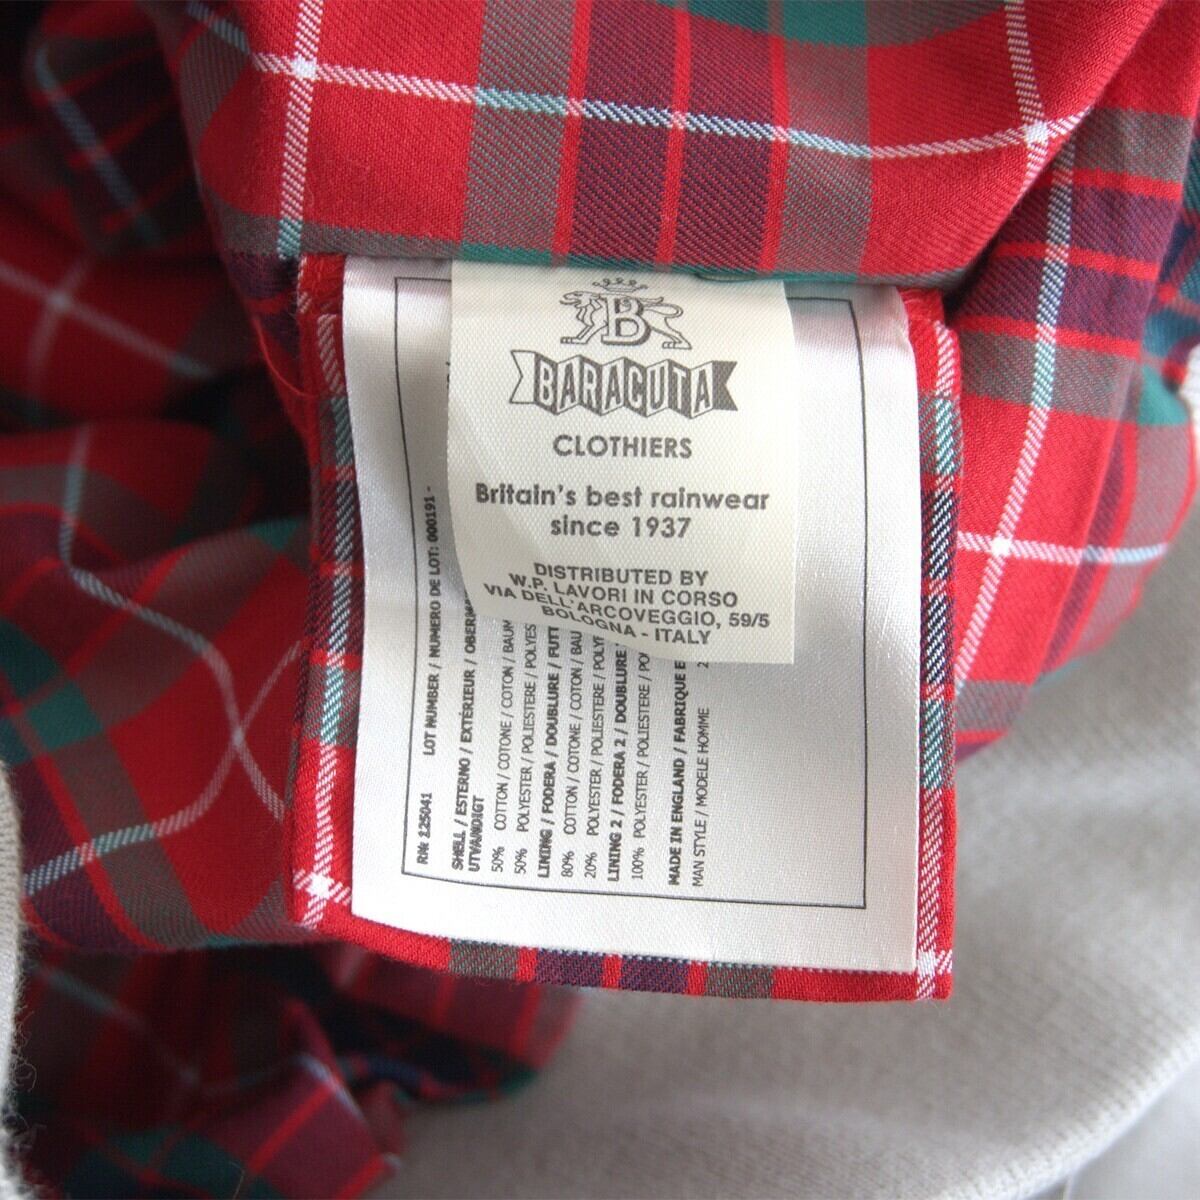 B
BARACUTA
CLOTHIERS
Britain's best rainwear
since 1937
DISTRIBUTED BY
W.P. LAVORI IN CORSO
VIA DELL'ARCOVEGGIO, 59/5
BOLOGNA - ITALY
RN# 125041 LOT NUMBER / NUMERO DE LOT: 000191 -
SHELL / ESTERNO / EXTÉRIEUR /
UTVANDIGT
50% COTTON / COTONE / COTON /
50% POLYESTER / POLIESTERE /
LINING / FODERA / DOUBLURE /
80% COTTON / COTONE / COTON /
20% POLYESTER / POLIESTERE /
LINING 2 / FODERA 2 / DOUBLURE
100% POLYESTER / POLIESTERE /
MADE IN ENGLAND / FABRIQUE
MAN STYLE / MODELE HOMME